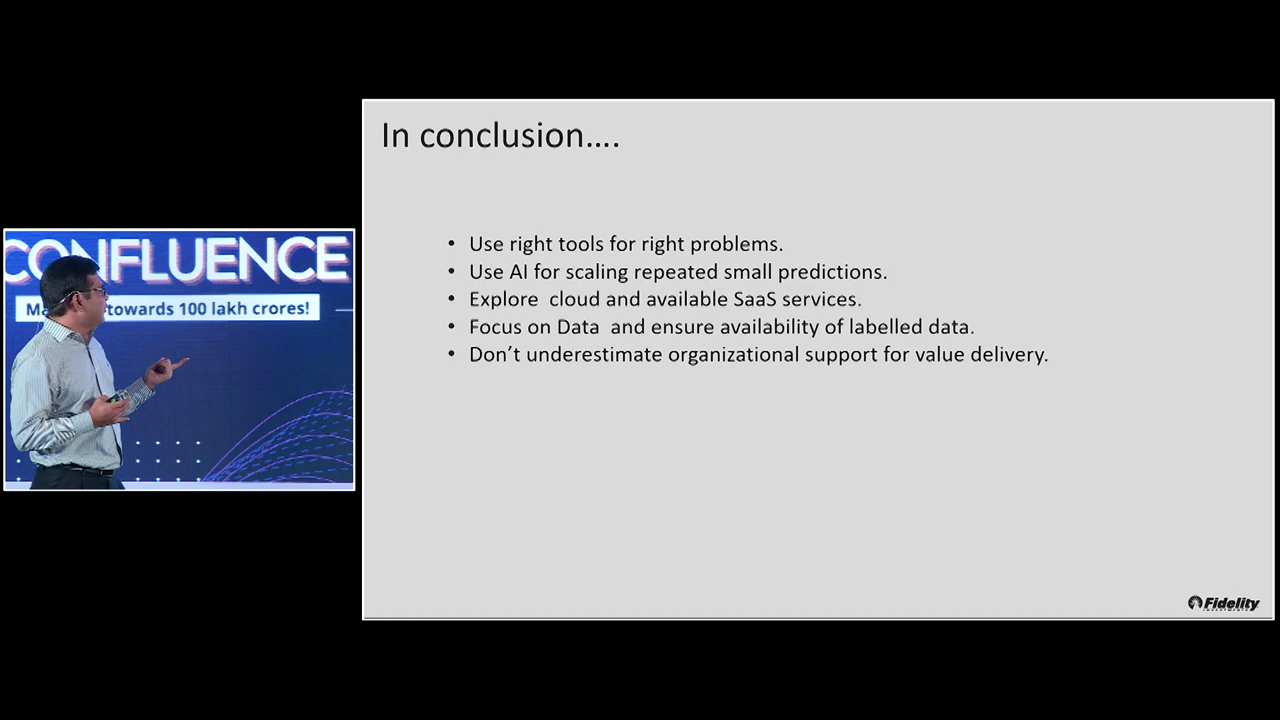 CONFLUENCE
towards 100 lakh crores!
In conclusion….
• Use right tools for right problems.
• Use AI for scaling repeated small predictions.
• Explore  cloud and available SaaS services.
• Focus on Data  and ensure availability of labelled data.
• Don’t underestimate organizational support for value delivery.
Fidelity
INVESTMENTS